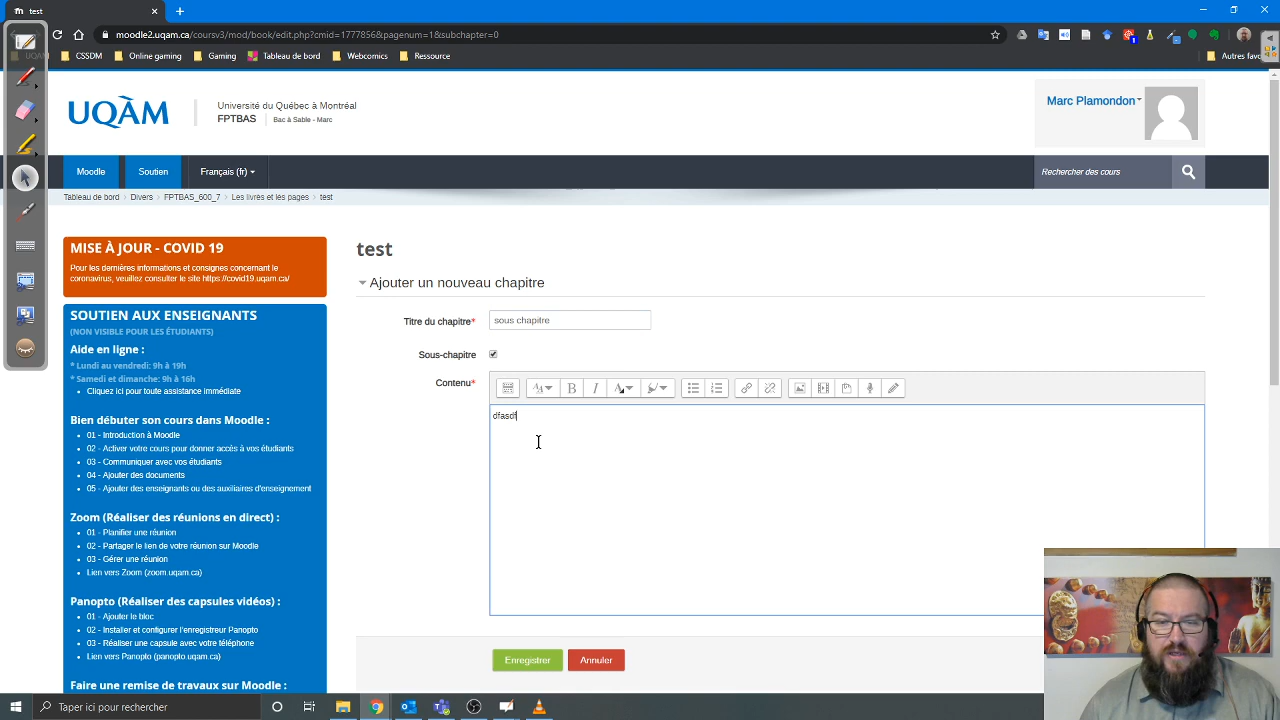 test
moodle2.uqam.ca/coursv3/mod/book/edit.php?cmid=1777856&pagenum=1&subchapter=0
UQAM
CSSDM
Online gaming
Gaming
Tableau de bord
Webcomics
Ressource
Autres favo
UQÀM
Université du Québec à Montréal
FPTBAS
Bac à Sable - Marc
Marc Plamondon
Moodle
Soutien
Français (fr)
Rechercher des cours
Tableau de bord
Divers
FPTBAS_600_7
Les livres et les pages
test
MISE À JOUR - COVID 19
Pour les dernières informations et consignes concernant le
coronavirus, veuillez consulter le site https://covid19.uqam.ca/
SOUTIEN AUX ENSEIGNANTS
(NON VISIBLE POUR LES ÉTUDIANTS)
Aide en ligne :
* Lundi au vendredi: 9h à 19h
* Samedi et dimanche: 9h à 16h
Cliquez ici pour toute assistance immédiate
Bien débuter son cours dans Moodle :
01 - Introduction à Moodle
02 - Activer votre cours pour donner accès à vos étudiants
03 - Communiquer avec vos étudiants
04 - Ajouter des documents
05 - Ajouter des enseignants ou des auxiliaires d'enseignement
Zoom (Réaliser des réunions en direct) :
01 - Planifier une réunion
02 - Partager le lien de votre réunion sur Moodle
03 - Gérer une réunion
Lien vers Zoom (zoom.uqam.ca)
Panopto (Réaliser des capsules vidéos) :
01 - Ajouter le bloc
02 - Installer et configurer l'enregistreur Panopto
03 - Réaliser une capsule avec votre téléphone
Lien vers Panopto (panopto.uqam.ca)
Faire une remise de travaux sur Moodle :
test
Ajouter un nouveau chapitre
Titre du chapitre*
sous chapitre
Sous-chapitre
Contenu*
dfasdf
Enregistrer
Annuler
Taper ici pour rechercher